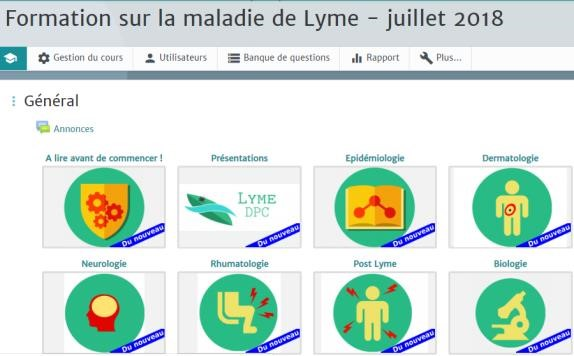 Formation sur la maladie de Lyme - juillet 2018
Gestion du cours Utilisateurs Banque de questions Rapport Plus...
Général
Annonces
A lire avant de commencer ! Présentations Epidémiologie Dermatologie
LYME
DPC
Du nouveau Du nouveau Du nouveau Du nouveau
Neurologie Rhumatologie Post Lyme Biologie
Du nouveau Du nouveau Du nouveau Du nouveau